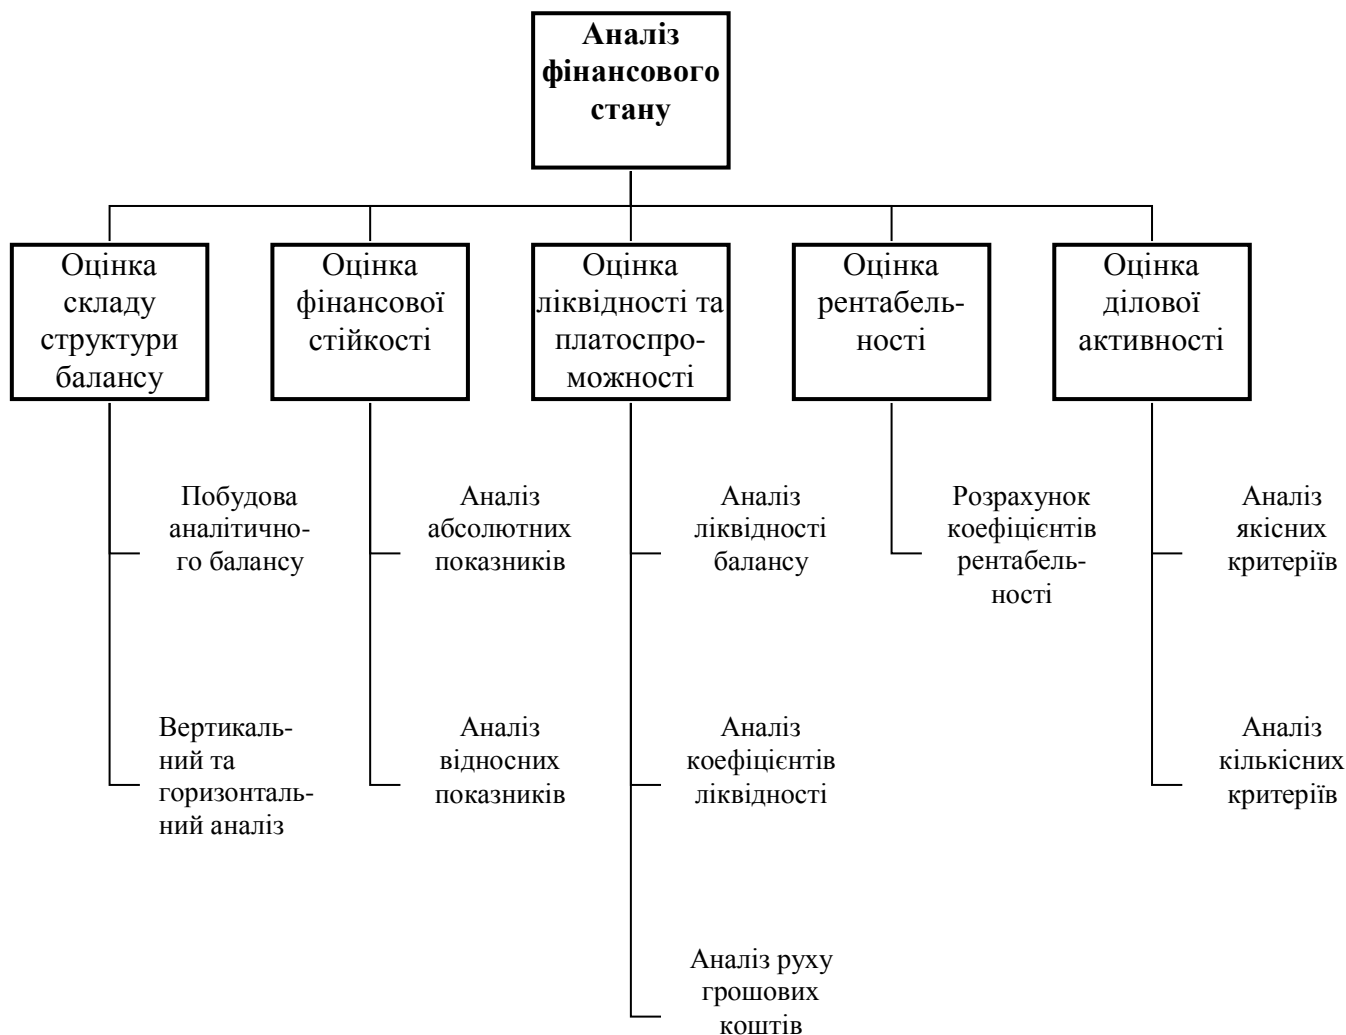 Аналіз
фінансового
стану
Оцінка
складу
структури
балансу
Оцінка
фінансової
стійкості
Оцінка
ліквідності та
платоспро-
можності
Оцінка
рентабель-
ності
Оцінка
ділової
активності
Побудова
аналітично-
го балансу
Аналіз
абсолютних
показників
Аналіз
ліквідності
балансу
Розрахунок
коефіцієнтів
рентабель-
ності
Аналіз
якісних
критеріїв
Вертикаль-
ний та
горизонталь-
ний аналіз
Аналіз
відносних
показників
Аналіз
коефіцієнтів
ліквідності
Аналіз
кількісних
критеріїв
Аналіз руху
грошових
коштів